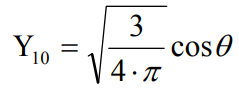 Y₁₀ = √(3 / (4·π)) cosθ